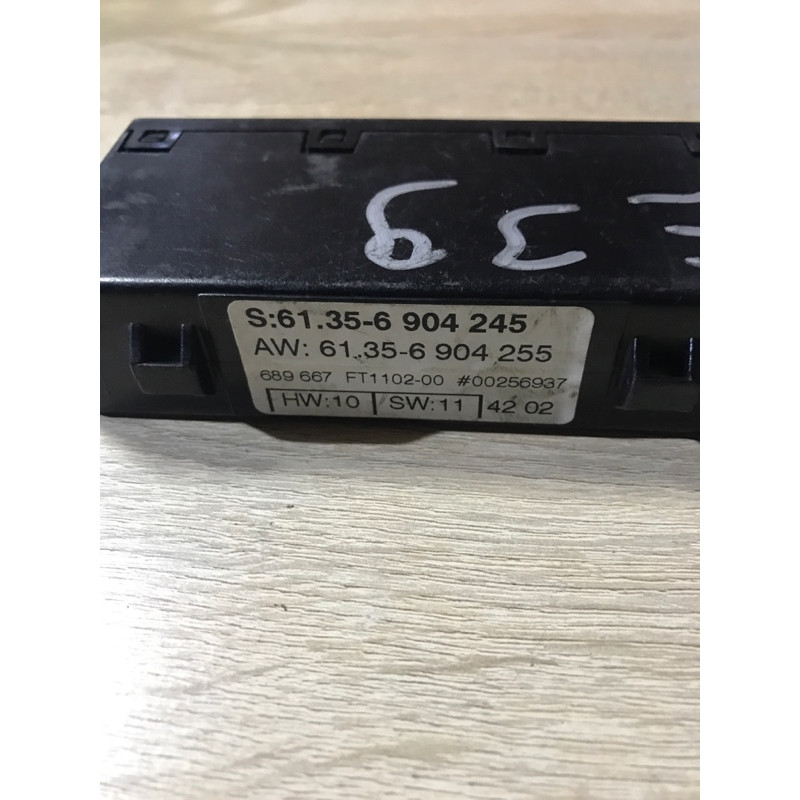 E39
S:61.35-6 904 245
AW: 61.35-6 904 255
689 667 FT1102-00 #00256937
HW:10 SW:11 42 02